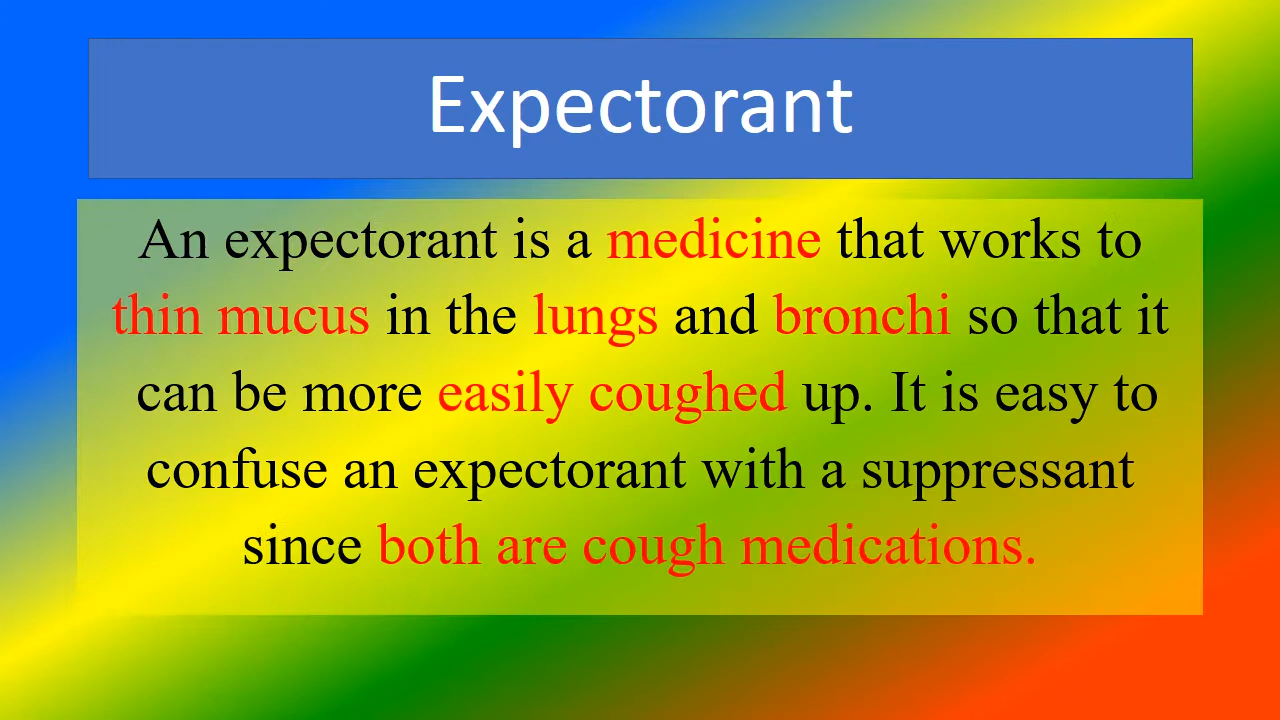 Expectorant
An expectorant is a medicine that works to
thin mucus in the lungs and bronchi so that it
can be more easily coughed up. It is easy to
confuse an expectorant with a suppressant
since both are cough medications.